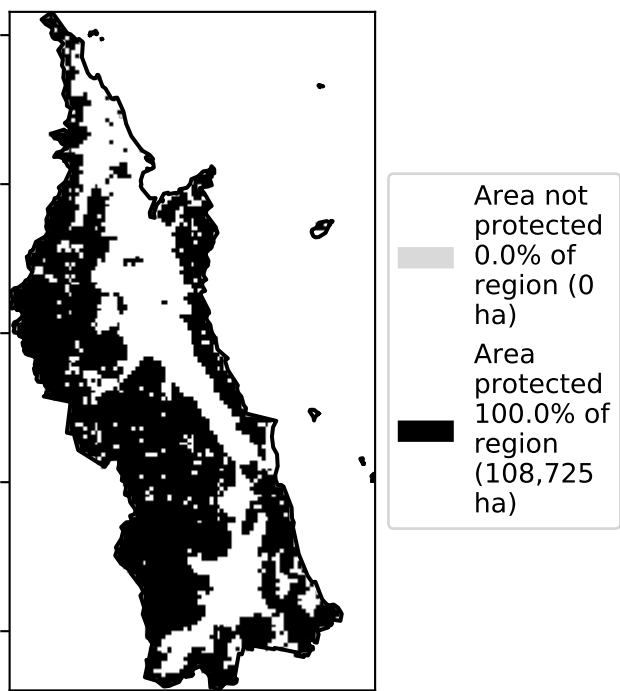 Area not
protected
0.0% of
region (0
ha)
Area
protected
100.0% of
region
(108,725
ha)